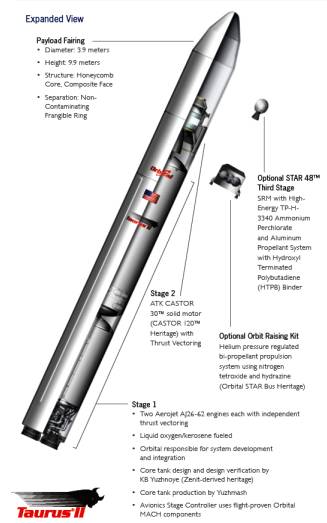 Expanded View
Payload Fairing
• Diameter: 3.9 meters
• Height: 9.9 meters
• Structure: Honeycomb
Core, Composite Face
• Separation: Non-
Contaminating
Frangible Ring
Orbital
Taurus II
Optional STAR 48™
Third Stage
SRM with High-
Energy TP-H-
3340 Ammonium
Perchlorate
and Aluminum
Propellant System
with Hydroxyl
Terminated
Polybutadiene
(HTPB) Binder
Stage 2
ATK CASTOR
30™ solid motor
(CASTOR 120™
Heritage) with
Thrust Vectoring
Optional Orbit Raising Kit
Helium pressure regulated
bi-propellant propulsion
system using nitrogen
tetroxide and hydrazine
(Orbital STAR Bus Heritage)
Stage 1
• Two Aerojet AJ26-62 engines each with independent
thrust vectoring
• Liquid oxygen/kerosene fueled
• Orbital responsible for system development
and integration
• Core tank design and design verification by
KB Yuzhnoye (Zenit-derived heritage)
• Core tank production by Yuzhmash
• Avionics Stage Controller uses flight-proven Orbital
MACH components
Taurus II